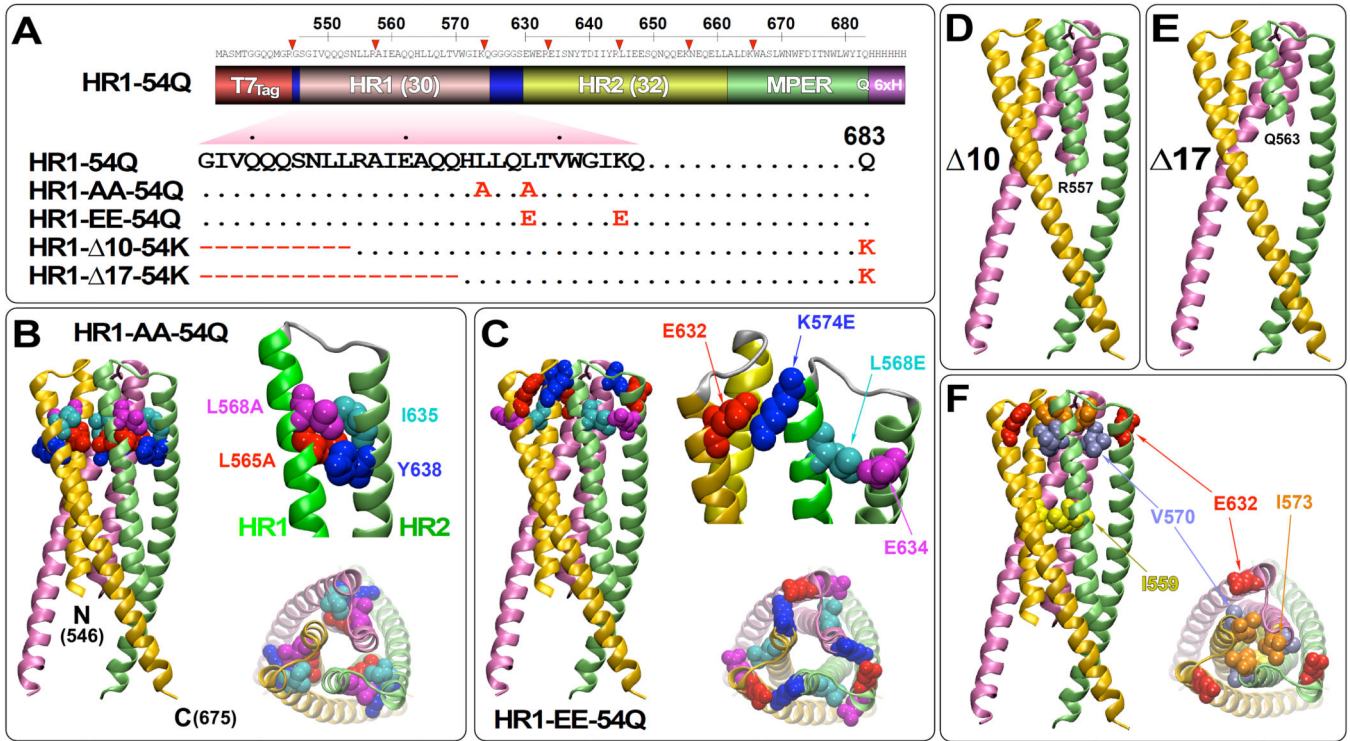 A
550 560 570 630 640 650 660 670 680
MASMTGGQQMGRGSGIVQQQSNLLRAIEAQQHLLQLTVWGIKQGGGGSEWEREISNYTDIIYRLIEESQNQQEKNEQELLALDKWASLWNWFDITNWLWYIQHHHHHH
HR1-54Q
T7Tag HR1 (30) HR2 (32) MPER Q 6xH
683
HR1-54Q GIVQQQSNLLRAIEAQQHLLQLTVWGIKQ...............Q
HR1-AA-54Q A A
HR1-EE-54Q E E
HR1-Δ10-54K ---------- K
HR1-Δ17-54K ----------------- K
B
HR1-AA-54Q
L568A
I635
L565A
Y638
HR1
HR2
N
(546)
C(675)
C
E632
K574E
L568E
E634
HR1-EE-54Q
D
Δ10
R557
E
Δ17
Q563
F
E632
V570
I573
I559